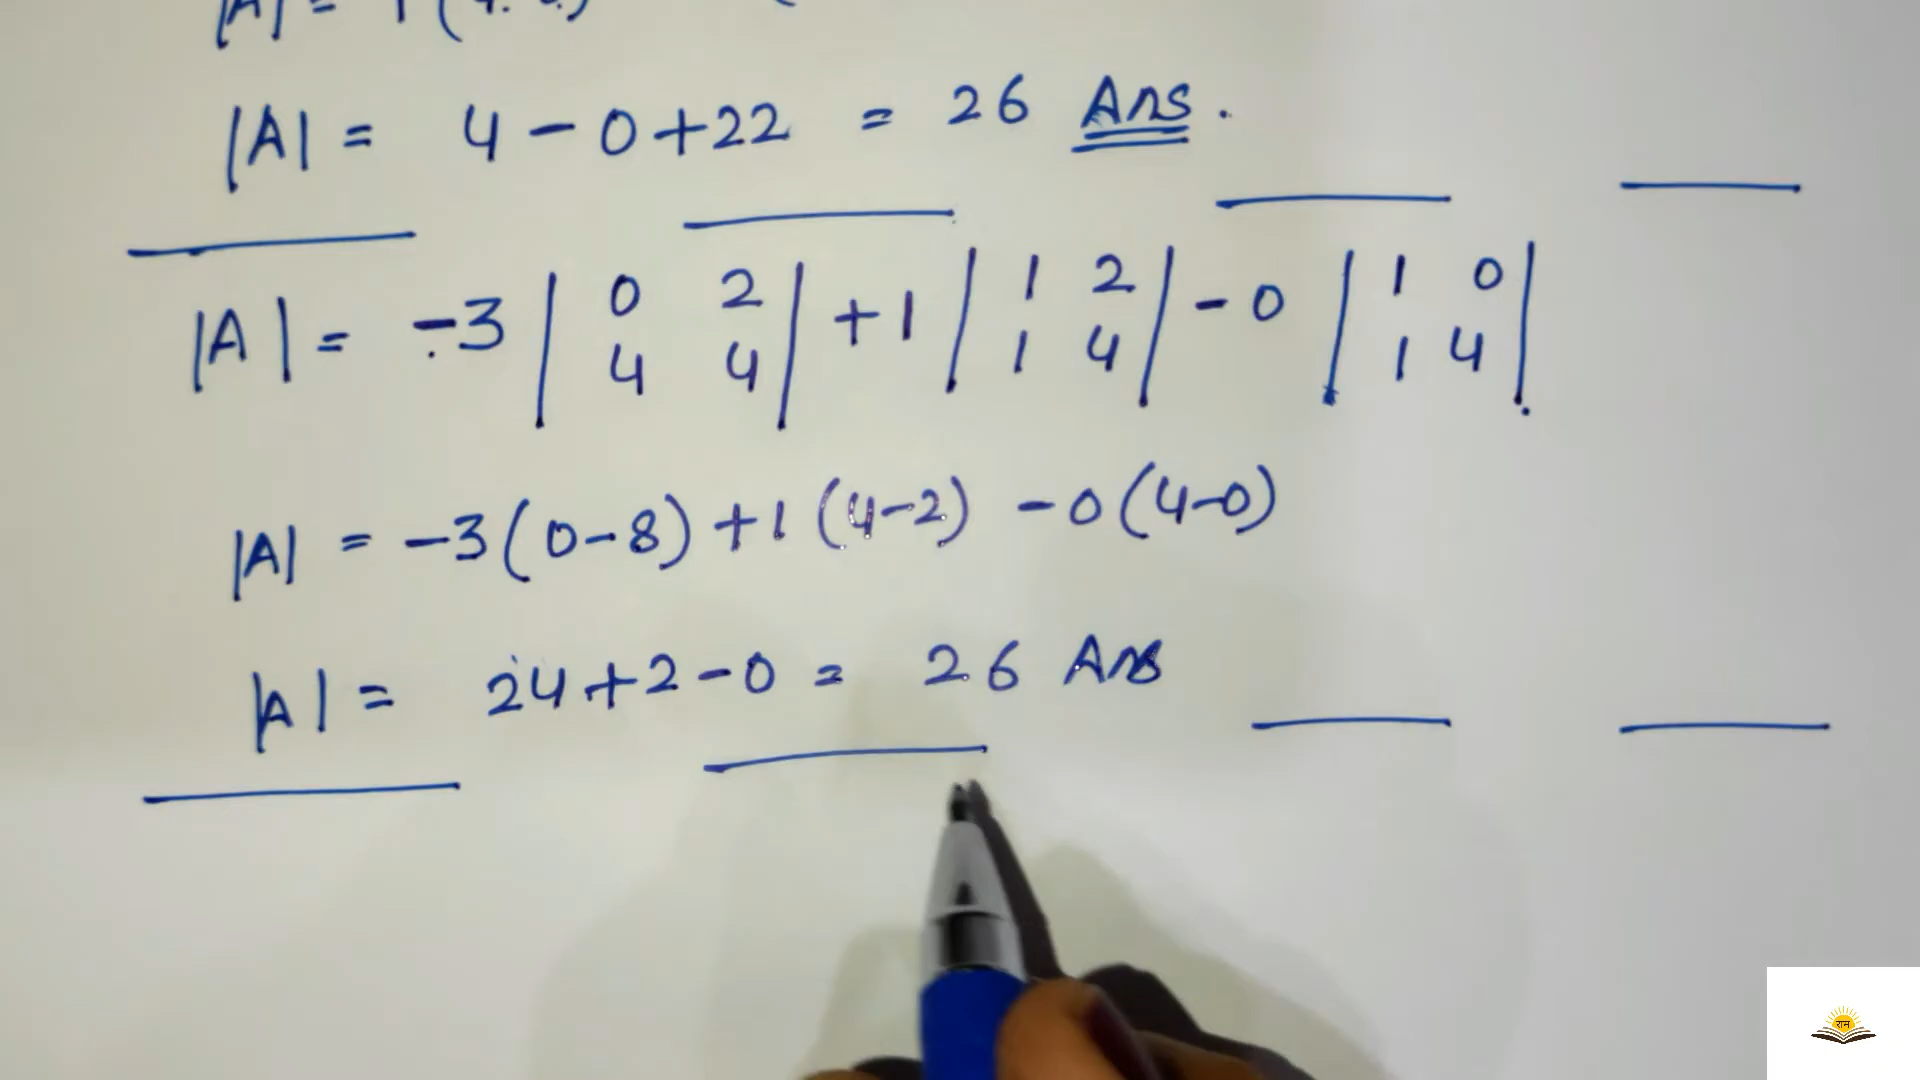 |A| = 4 - 0 + 22 = 26 Ans.
|A| = -3 | 0 2 | + 1 | 1 2 | - 0 | 1 0 |
| 4 4 | | 1 4 | | 1 4 |
|A| = -3 (0-8) + 1 (4-2) - 0 (4-0)
|A| = 24 + 2 - 0 = 26 Ans
राम